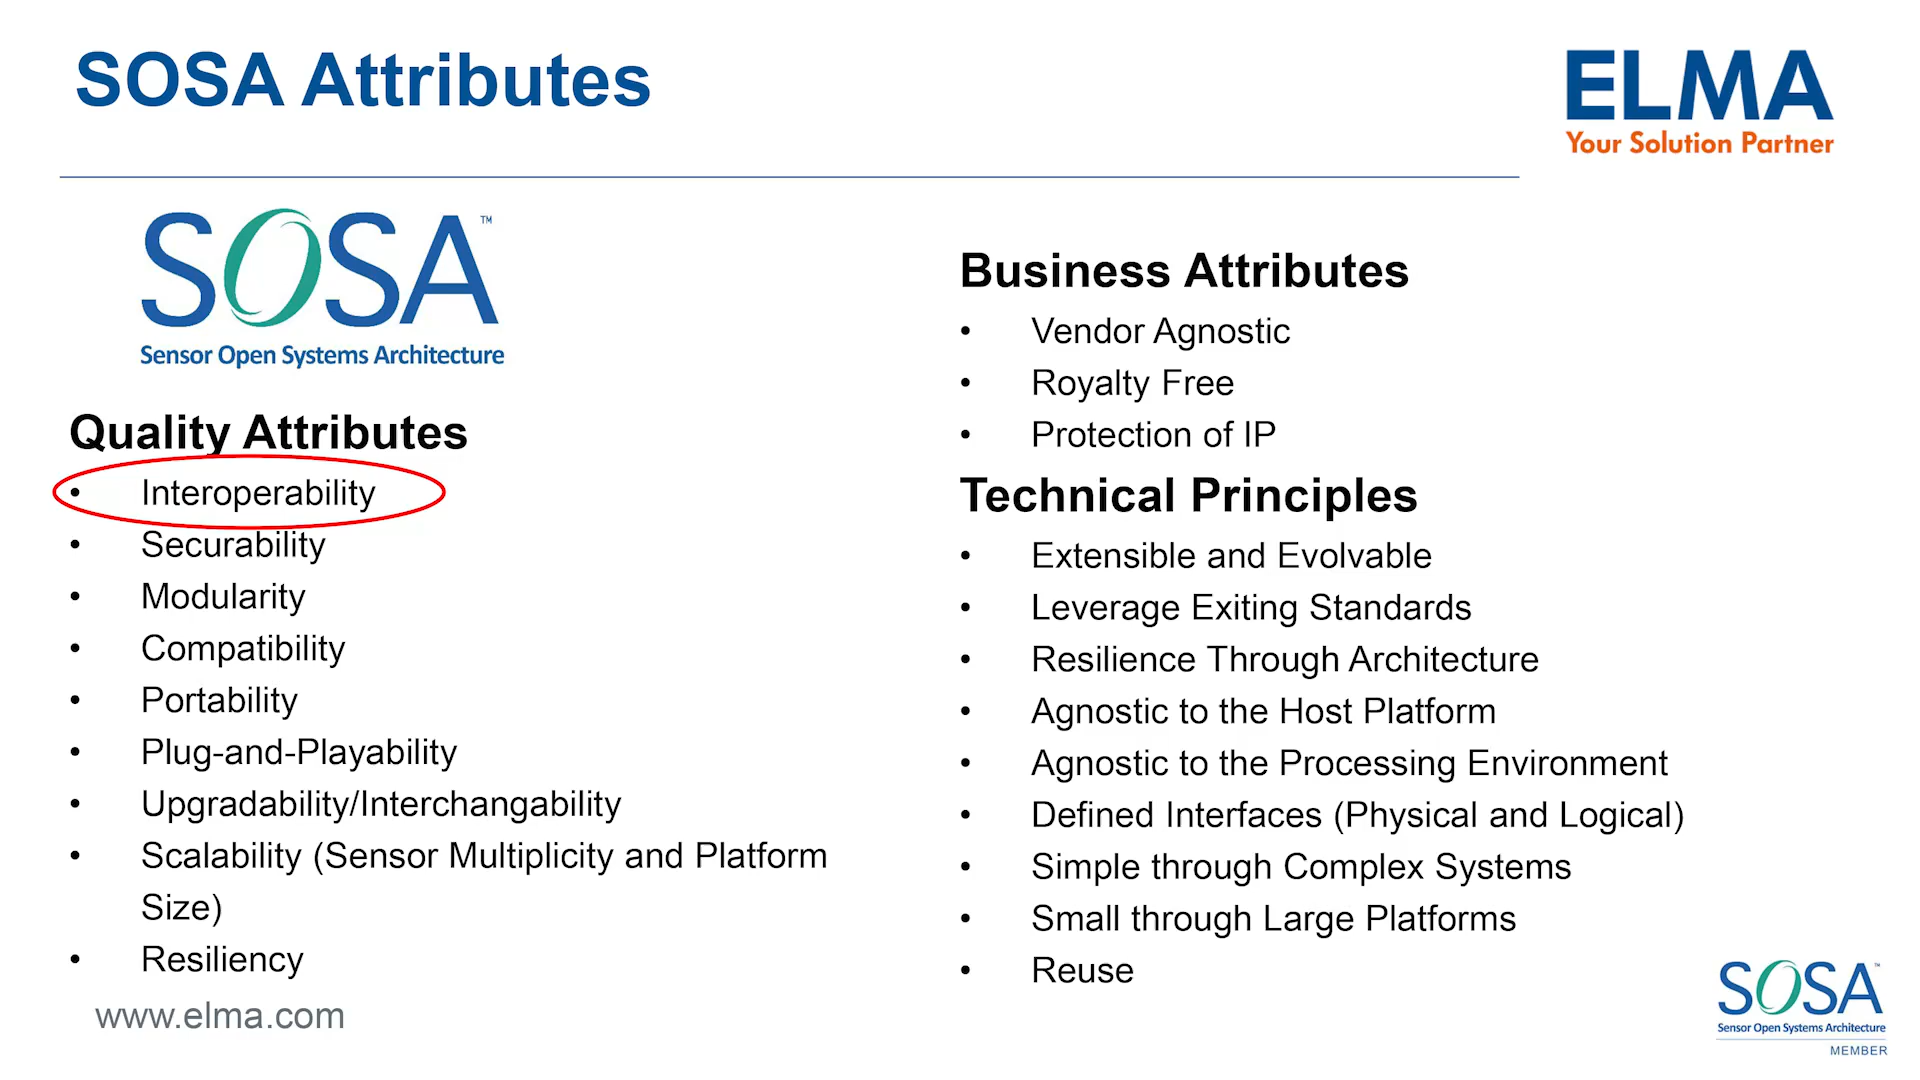 SOSA Attributes
ELMA
Your Solution Partner
SOSA™
Sensor Open Systems Architecture
Quality Attributes
• Interoperability
• Securability
• Modularity
• Compatibility
• Portability
• Plug-and-Playability
• Upgradability/Interchangability
• Scalability (Sensor Multiplicity and Platform
Size)
• Resiliency
Business Attributes
• Vendor Agnostic
• Royalty Free
• Protection of IP
Technical Principles
• Extensible and Evolvable
• Leverage Exiting Standards
• Resilience Through Architecture
• Agnostic to the Host Platform
• Agnostic to the Processing Environment
• Defined Interfaces (Physical and Logical)
• Simple through Complex Systems
• Small through Large Platforms
• Reuse
www.elma.com
SOSA™
Sensor Open Systems Architecture
MEMBER